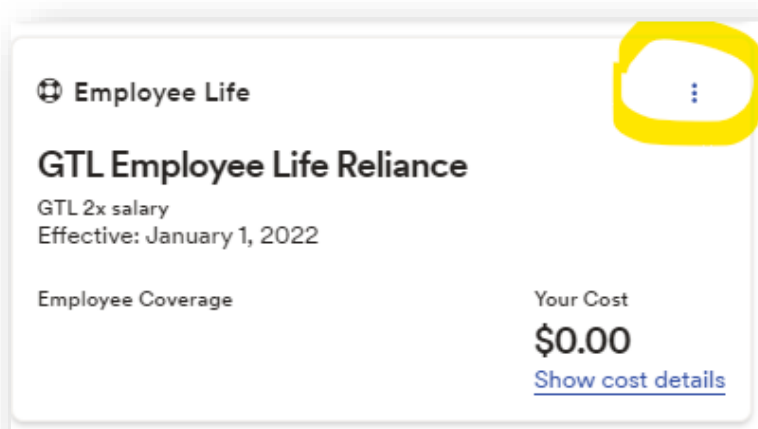 Employee Life
GTL Employee Life Reliance
GTL 2x salary
Effective: January 1, 2022
Employee Coverage
Your Cost
$0.00
Show cost details